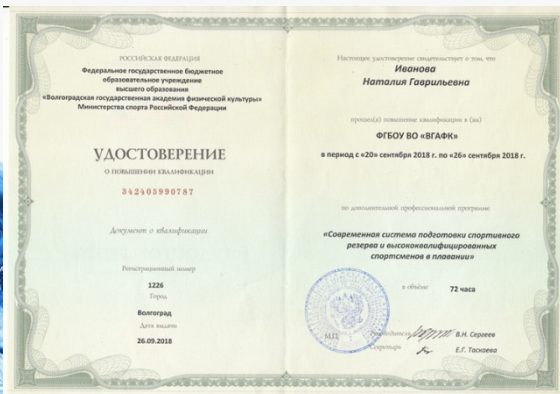 РОССИЙСКАЯ ФЕДЕРАЦИЯ
Федеральное государственное бюджетное
образовательное учреждение
высшего образования
«Волгоградская государственная академия физической культуры»
Министерства спорта Российской Федерации
УДОСТОВЕРЕНИЕ
О ПОВЫШЕНИИ КВАЛИФИКАЦИИ
342405990787
Документ о квалификации
Регистрационный номер
1226
Город
Волгоград
Дата выдачи
26.09.2018
Настоящее удостоверение свидетельствует о том, что
Иванова
Наталия Гаврильевна
прошел(а) повышение квалификации в (на)
ФГБОУ ВО «ВГАФК»
в период с «20» сентября 2018 г. по «26» сентября 2018 г.
по дополнительной профессиональной программе
«Современная система подготовки спортивного
резерва и высококвалифицированных
спортсменов в плавании»
в объёме 72 часа
М.П. Руководитель В.Н. Сергеев
Секретарь Е.Г. Таскаева